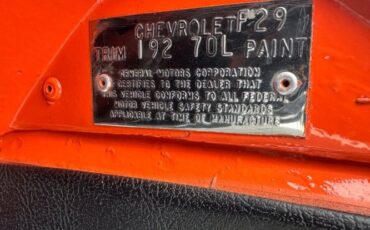 CHEVROLET F29
TRIM 192 70L PAINT
GENERAL MOTORS CORPORATION
CERTIFIES TO THE DEALER THAT
THIS VEHICLE CONFORMS TO ALL FEDERAL
MOTOR VEHICLE SAFETY STANDARDS
APPLICABLE AT TIME OF MANUFACTURE